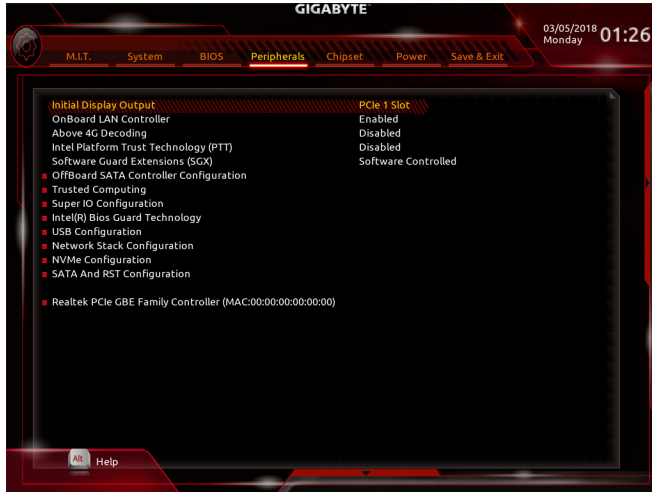 GIGABYTE
03/05/2018 Monday 01:26
M.I.T. System BIOS Peripherals Chipset Power Save & Exit
Initial Display Output PCIe 1 Slot
OnBoard LAN Controller Enabled
Above 4G Decoding Disabled
Intel Platform Trust Technology (PTT) Disabled
Software Guard Extensions (SGX) Software Controlled
OffBoard SATA Controller Configuration
Trusted Computing
Super IO Configuration
Intel(R) Bios Guard Technology
USB Configuration
Network Stack Configuration
NVMe Configuration
SATA And RST Configuration
Realtek PCIe GBE Family Controller (MAC:00:00:00:00:00:00)
Alt Help